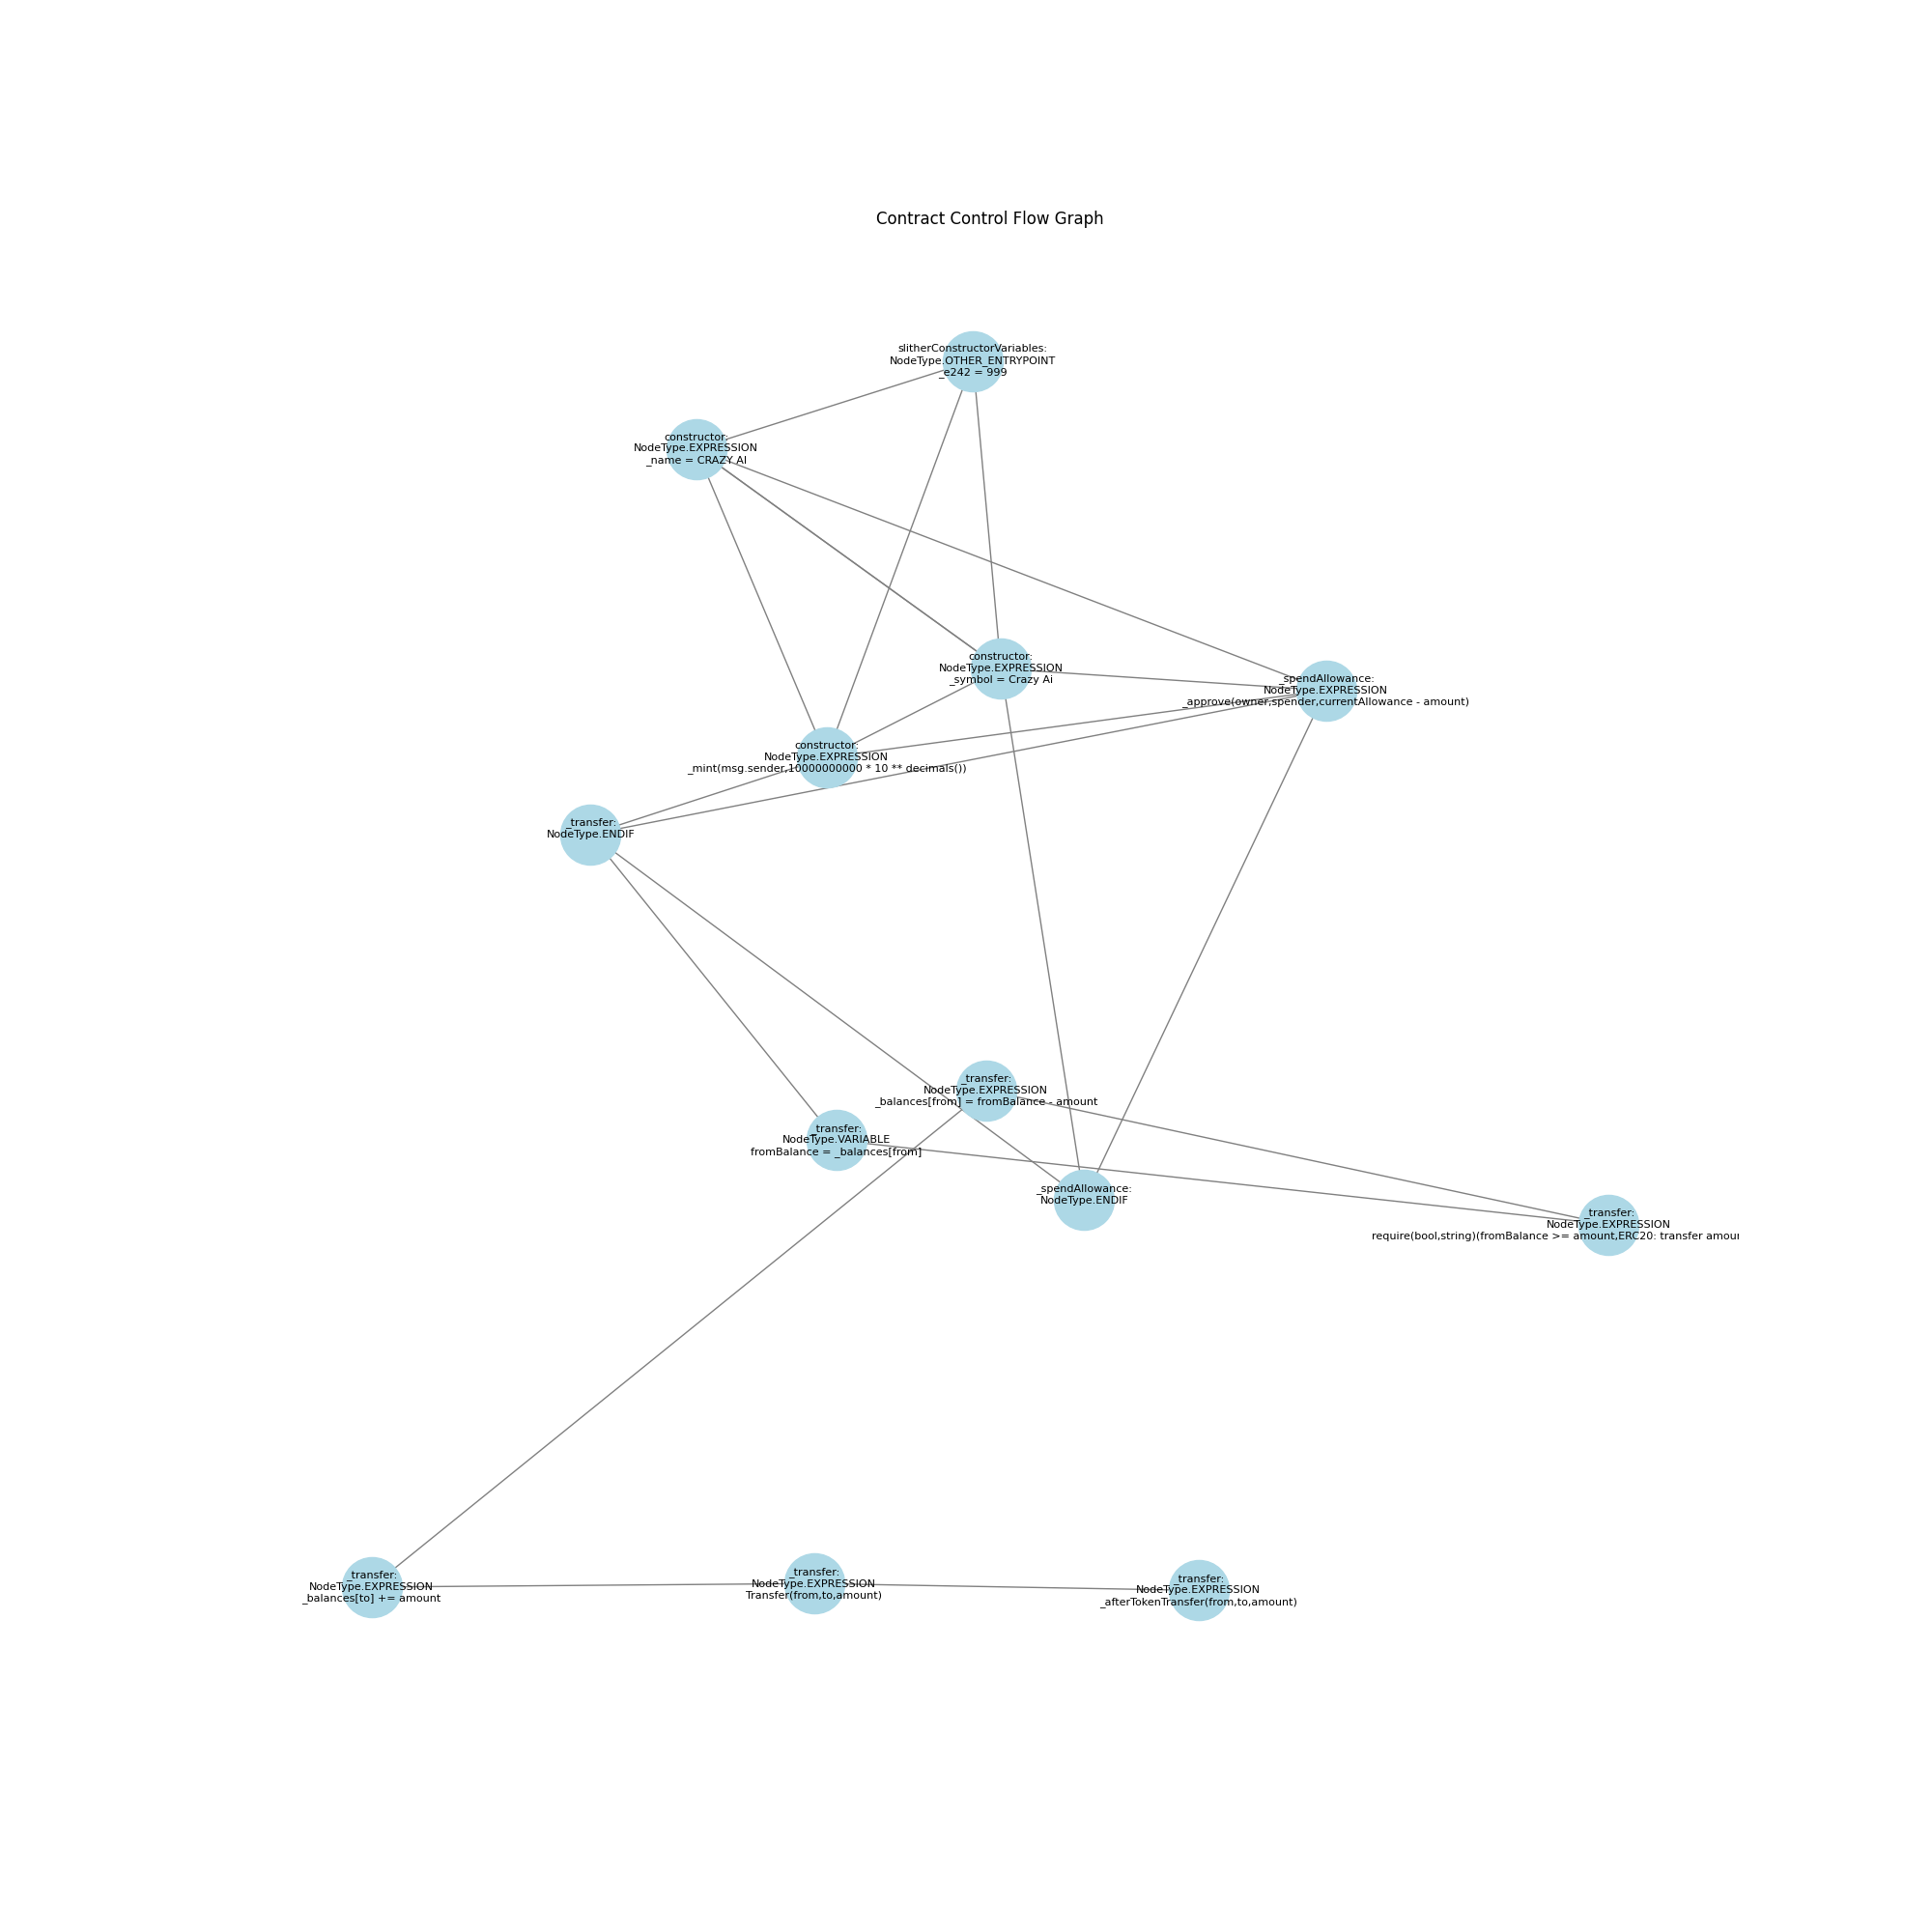 Contract Control Flow Graph
slitherConstructorVariables:
NodeType.OTHER_ENTRYPOINT
_e242 = 999
constructor:
NodeType.EXPRESSION
_name = CRAZY AI
constructor:
NodeType.EXPRESSION
_symbol = Crazy Ai
_spendAllowance:
NodeType.EXPRESSION
_approve(owner,spender,currentAllowance - amount)
constructor:
NodeType.EXPRESSION
_mint(msg.sender,10000000000 * 10 ** decimals())
_transfer:
NodeType.ENDIF
_transfer:
NodeType.EXPRESSION
_balances[from] = fromBalance - amount
_transfer:
NodeType.VARIABLE
fromBalance = _balances[from]
_spendAllowance:
NodeType.ENDIF
_transfer:
NodeType.EXPRESSION
require(bool,string)(fromBalance >= amount,ERC20: transfer amou
_transfer:
NodeType.EXPRESSION
_balances[to] += amount
_transfer:
NodeType.EXPRESSION
Transfer(from,to,amount)
_transfer:
NodeType.EXPRESSION
_afterTokenTransfer(from,to,amount)